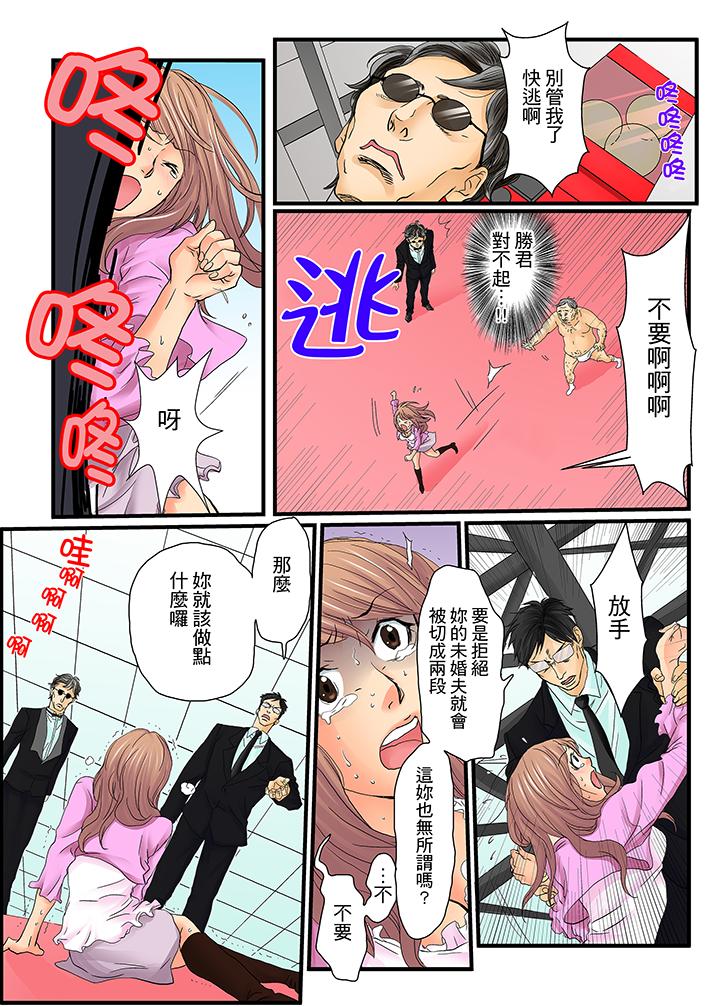 別管我了
快逃啊
咚咚咚咚
不要啊啊啊
勝君
對不起…!!
逃
咚
咚
咚
呀
放手
要是拒絕
妳的未婚夫就會
被切成兩段
這妳也無所謂嗎？
…不
不要
那麼
妳就該做點
什麼囉
哇啊啊啊